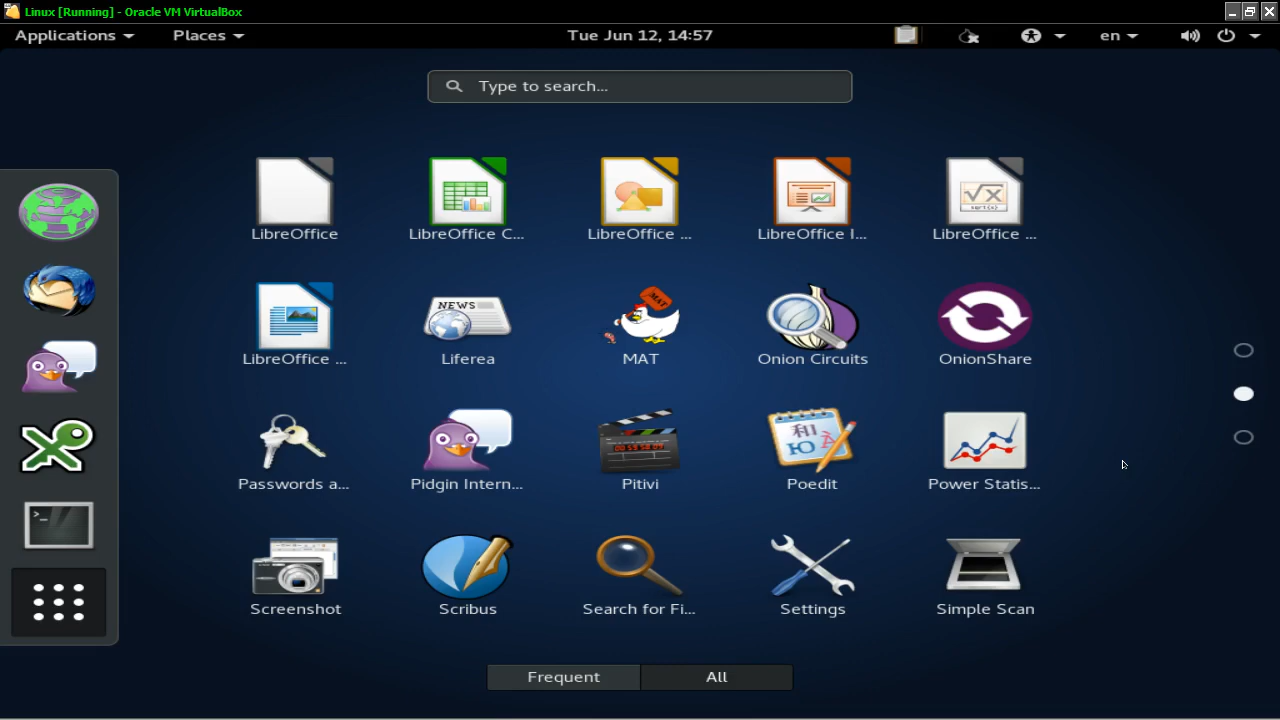 Linux [Running] - Oracle VM VirtualBox
Applications Places Tue Jun 12, 14:57 en
Type to search...
LibreOffice LibreOffice C... LibreOffice ... LibreOffice I... LibreOffice ...
NEWS MAT
LibreOffice ... Liferea MAT Onion Circuits OnionShare
Passwords a... Pidgin Intern... Pitivi Poedit Power Statis...
Screenshot Scribus Search for Fi... Settings Simple Scan
Frequent All